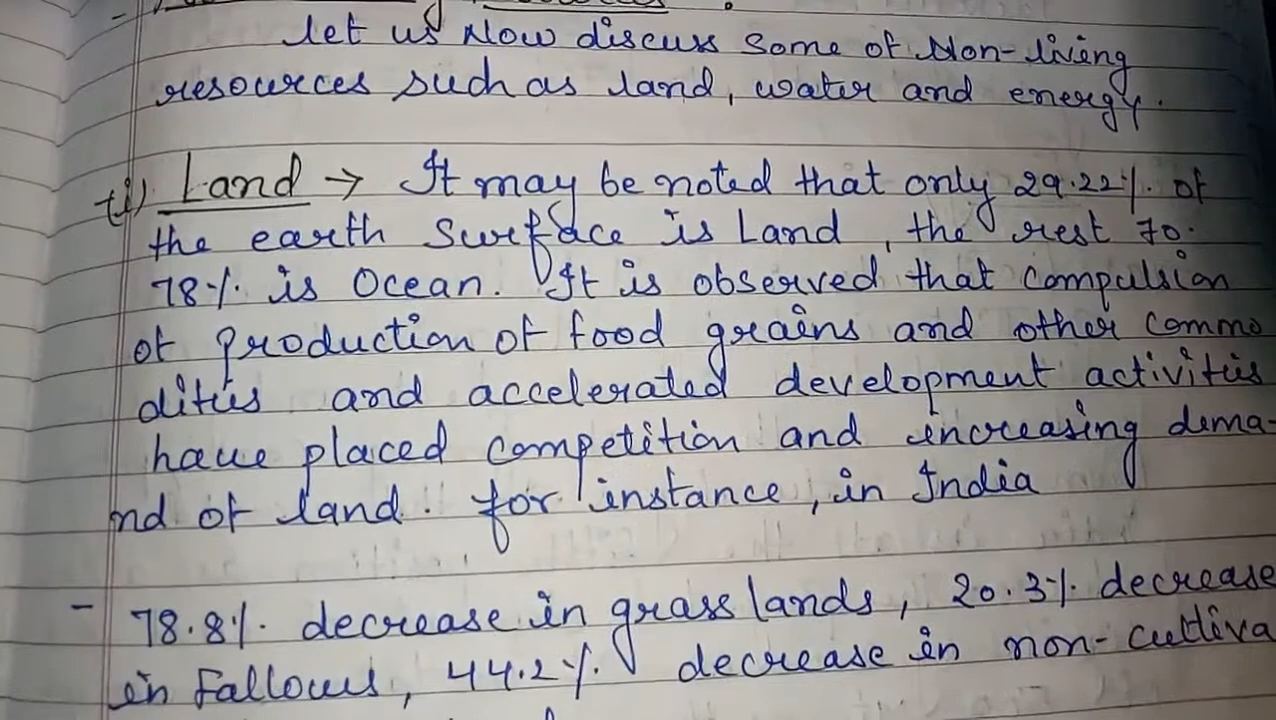 let us Now discuss some of Non-living
resources such as land, water and energy.
(i) Land → It may be noted that only 29.22% of
the earth surface is Land, the rest 70.
78% is Ocean. It is observed that compulsion
of production of food grains and other commo
dities and accelerated development activities
have placed competition and increasing dema-
nd of land. for instance, in India
- 78.8% decrease in grass lands, 20.3% decrease
in fallows, 44.2% decrease in non-cultiva